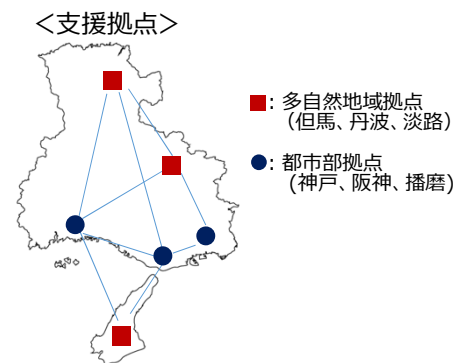 ＜支援拠点＞
■: 多自然地域拠点
（但馬、丹波、淡路）
●: 都市部拠点
(神戸、阪神、播磨)